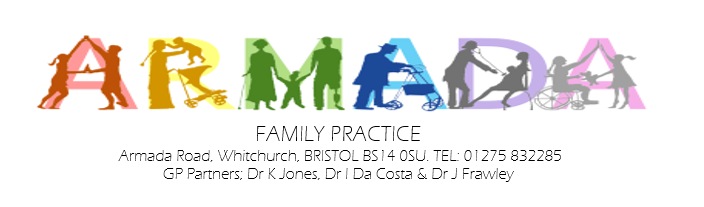 ARMADA
FAMILY PRACTICE
Armada Road, Whitchurch, BRISTOL BS14 0SU. TEL: 01275 832285
GP Partners; Dr K Jones, Dr I Da Costa & Dr J Frawley